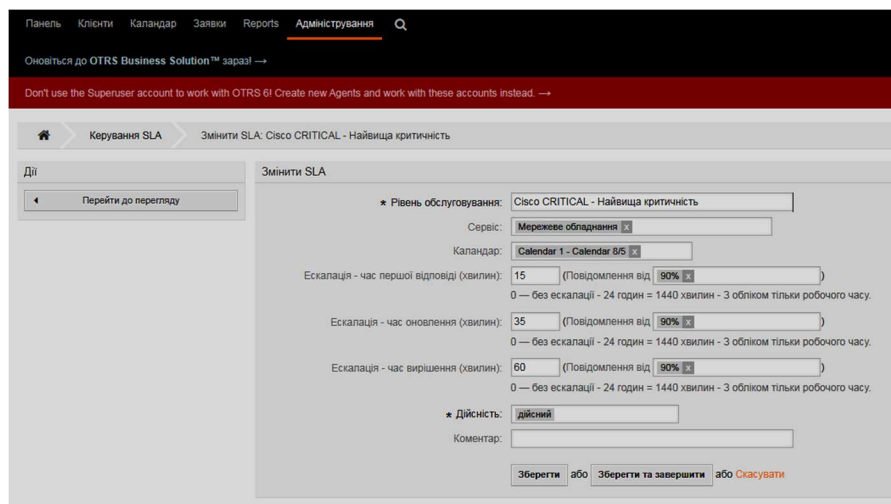 Панель Клієнти Каландар Заявки Reports Адміністрування
Оновіться до OTRS Business Solution™ зараз! →
Don't use the Superuser account to work with OTRS 6! Create new Agents and work with these accounts instead. →
Керування SLA Змінити SLA: Cisco CRITICAL - Найвища критичність
Дії
Перейти до перегляду
Змінити SLA
★ Рівень обслуговування: Cisco CRITICAL - Найвища критичність
Сервіс: Мережеве обладнання x
Каландар: Calendar 1 - Calendar 8/5 x
Ескалація - час першої відповіді (хвилин): 15 (Повідомлення від 90% x )
0 — без ескалації - 24 годин = 1440 хвилин - З обліком тільки робочого часу.
Ескалація - час оновлення (хвилин): 35 (Повідомлення від 90% x )
0 — без ескалації - 24 годин = 1440 хвилин - З обліком тільки робочого часу.
Ескалація - час вирішення (хвилин): 60 (Повідомлення від 90% x )
0 — без ескалації - 24 годин = 1440 хвилин - З обліком тільки робочого часу.
★ Дійсність: дійсний
Коментар:
Зберегти або Зберегти та завершити або Скасувати